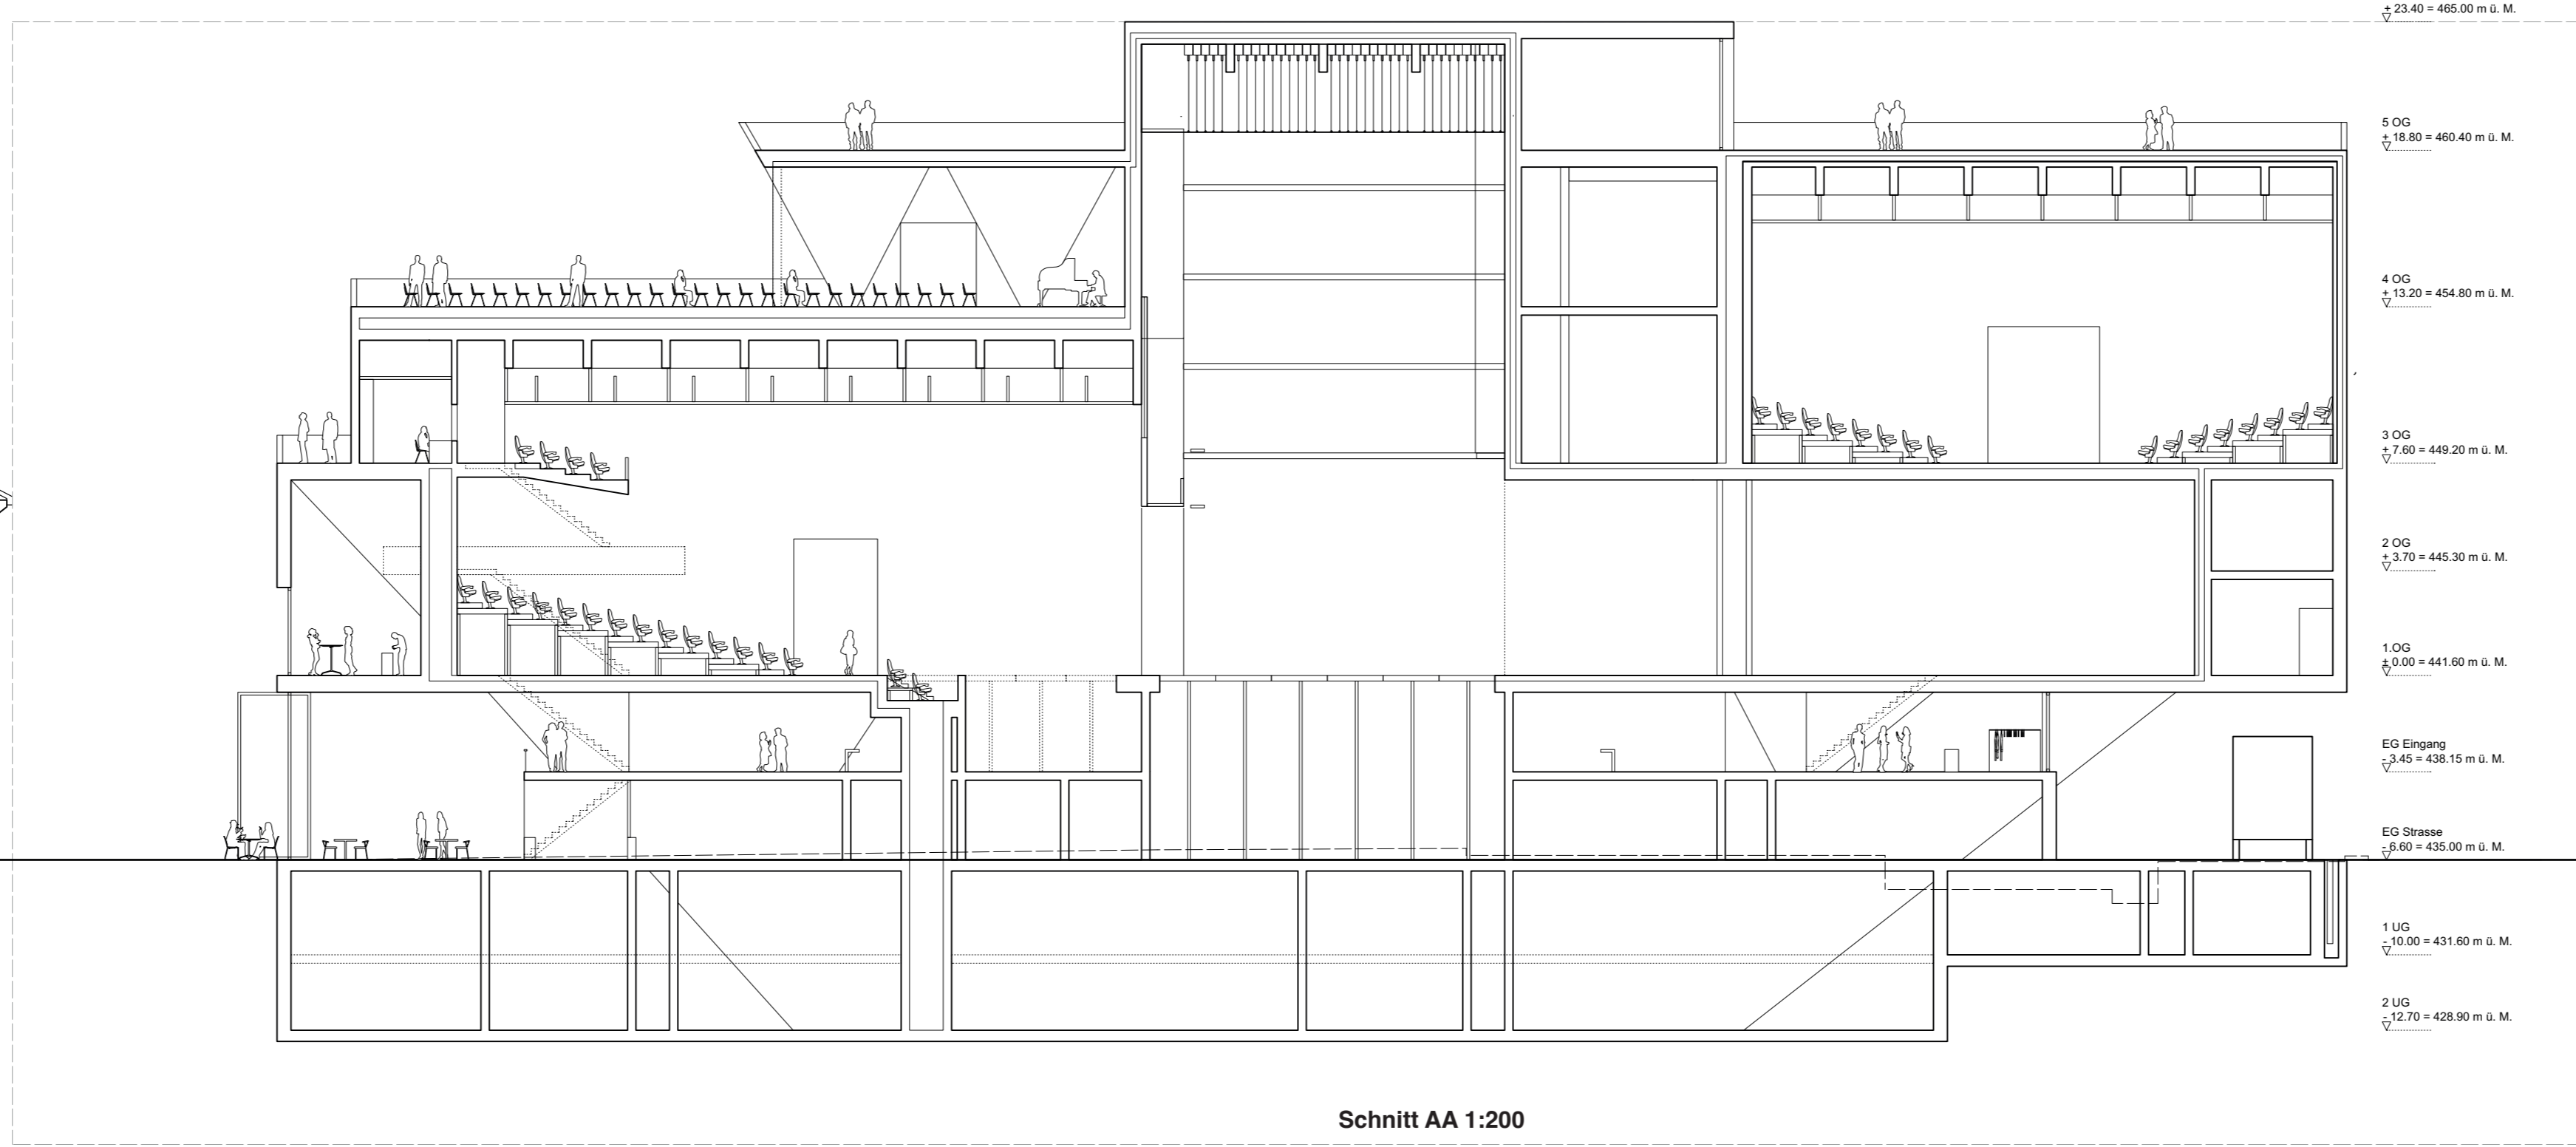 + 23.40 = 465.00 m ü. M.
5 OG
+ 18.80 = 460.40 m ü. M.
4 OG
+ 13.20 = 454.80 m ü. M.
3 OG
+ 7.60 = 449.20 m ü. M.
2 OG
+ 3.70 = 445.30 m ü. M.
1.OG
± 0.00 = 441.60 m ü. M.
EG Eingang
- 3.45 = 438.15 m ü. M.
EG Strasse
- 6.60 = 435.00 m ü. M.
1 UG
- 10.00 = 431.60 m ü. M.
2 UG
- 12.70 = 428.90 m ü. M.
Schnitt AA 1:200